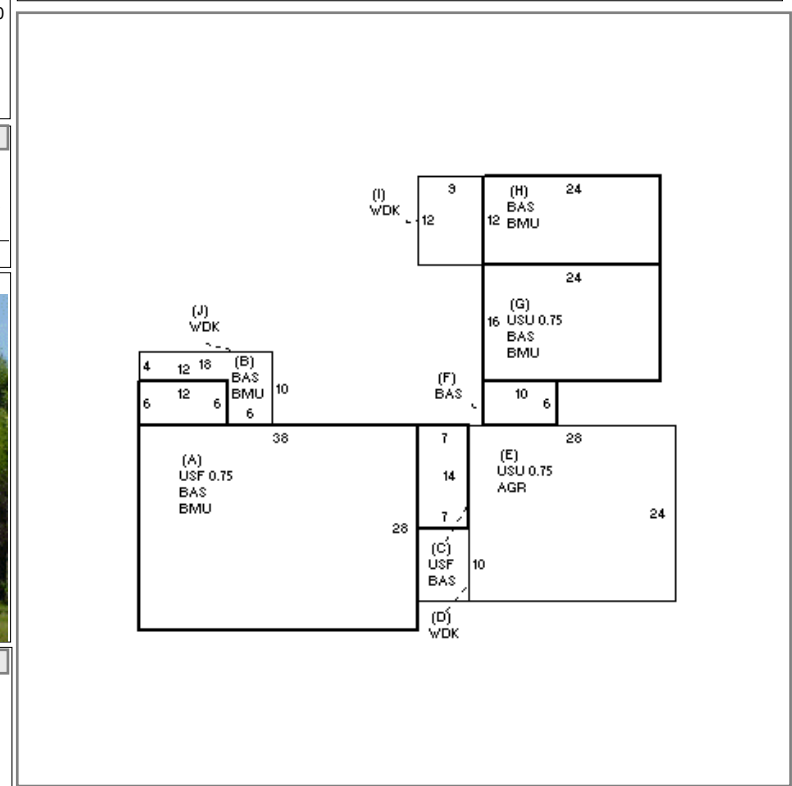 (I)
WDK
9
12
(H)
BAS
BMU
24
12
24
(G)
USU 0.75
BAS
BMU
16
(J)
WDK
4
12
18
(B)
BAS
BMU
6
10
12
6
6
(F)
BAS
10
6
38
(A)
USF 0.75
BAS
BMU
28
7
14
7
(C)
USF
BAS
10
(D)
WDK
28
(E)
USU 0.75
AGR
24